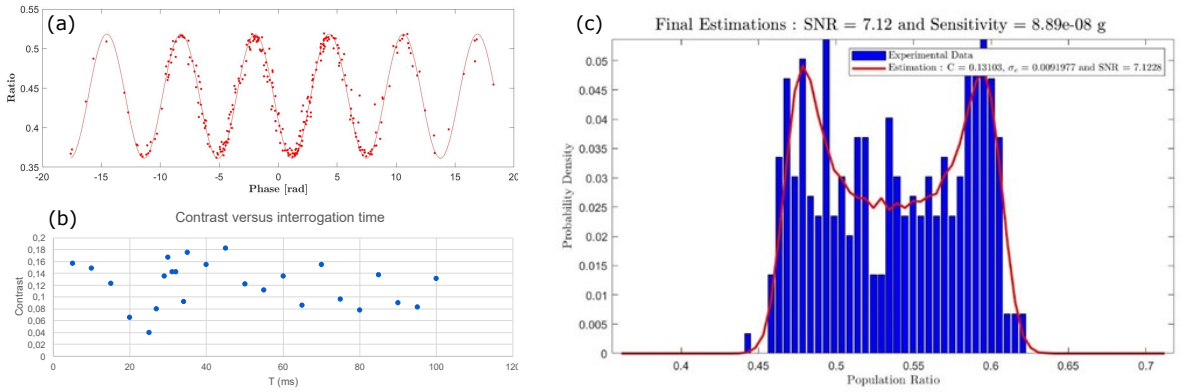 (a)
0.55
0.5
0.45
0.4
0.35
Ratio
-20 -15 -10 -5 0 5 10 15 20
Phase [rad]
(b)
Contrast versus interrogation time
0,2
0,18
0,16
0,14
0,12
0,1
0,08
0,06
0,04
0,02
0
Contrast
0 20 40 60 80 100 120
T (ms)
(c)
Final Estimations : SNR = 7.12 and Sensitivity = 8.89e-08 g
Experimental Data
Estimation : C = 0.13103, σc = 0.0091977 and SNR = 7.1228
0.05
0.045
0.04
0.035
0.03
0.025
0.02
0.015
0.01
0.005
0
Probability Density
0.4 0.45 0.5 0.55 0.6 0.65 0.7
Population Ratio